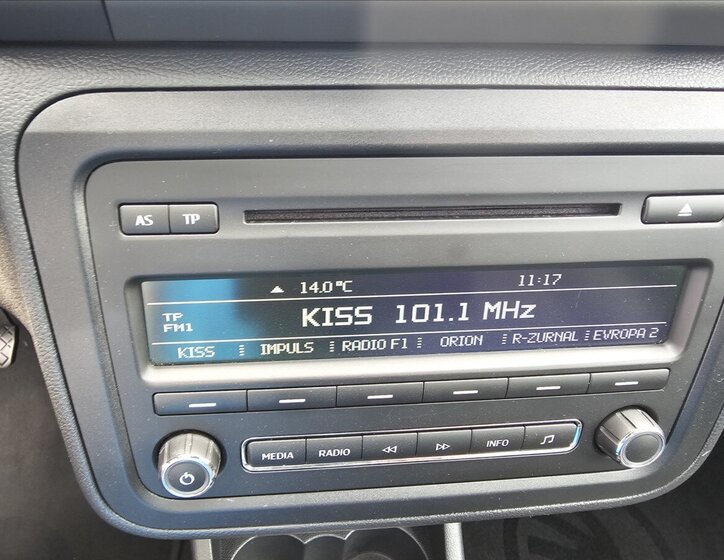 AS TP
14.0°C 11:17
TP
FM1
KISS 101.1 MHz
KISS IMPULS RADIO F1 ORION R-ZURNAL EVROPA 2
MEDIA RADIO INFO